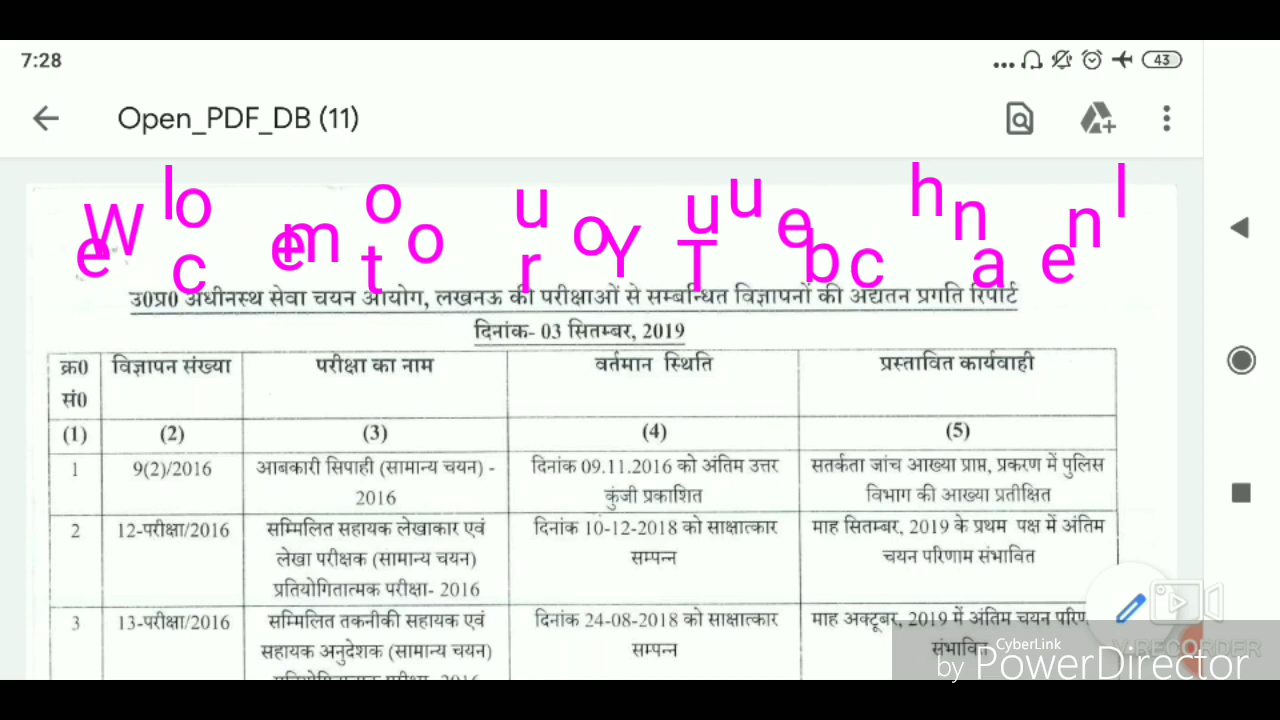 7:28
43
Open_PDF_DB (11)
Welcome to our YouTube channel
उ0प्र0 अधीनस्थ सेवा चयन आयोग, लखनऊ की परीक्षाओं से सम्बन्धित विज्ञापनों की अद्यतन प्रगति रिपोर्ट
दिनांक- 03 सितम्बर, 2019
क्र0 सं0 विज्ञापन संख्या परीक्षा का नाम वर्तमान स्थिति प्रस्तावित कार्यवाही
(1) (2) (3) (4) (5)
1 9(2)/2016 आबकारी सिपाही (सामान्य चयन) - 2016 दिनांक 09.11.2016 को अंतिम उत्तर कुंजी प्रकाशित सतर्कता जांच आख्या प्राप्त, प्रकरण में पुलिस विभाग की आख्या प्रतीक्षित
2 12-परीक्षा/2016 सम्मिलित सहायक लेखाकार एवं लेखा परीक्षक (सामान्य चयन) प्रतियोगितात्मक परीक्षा- 2016 दिनांक 10-12-2018 को साक्षात्कार सम्पन्न माह सितम्बर, 2019 के प्रथम पक्ष में अंतिम चयन परिणाम संभावित
3 13-परीक्षा/2016 सम्मिलित तकनीकी सहायक एवं सहायक अनुदेशक (सामान्य चयन) दिनांक 24-08-2018 को साक्षात्कार सम्पन्न माह अक्टूबर, 2019 में अंतिम चयन
CyberLink
by PowerDirector